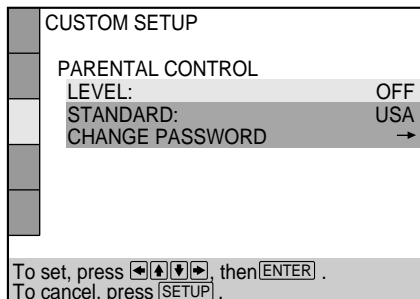 CUSTOM SETUP
PARENTAL CONTROL
LEVEL: OFF
STANDARD: USA
CHANGE PASSWORD →
To set, press ←↑↓→, then ENTER .
To cancel, press SETUP .